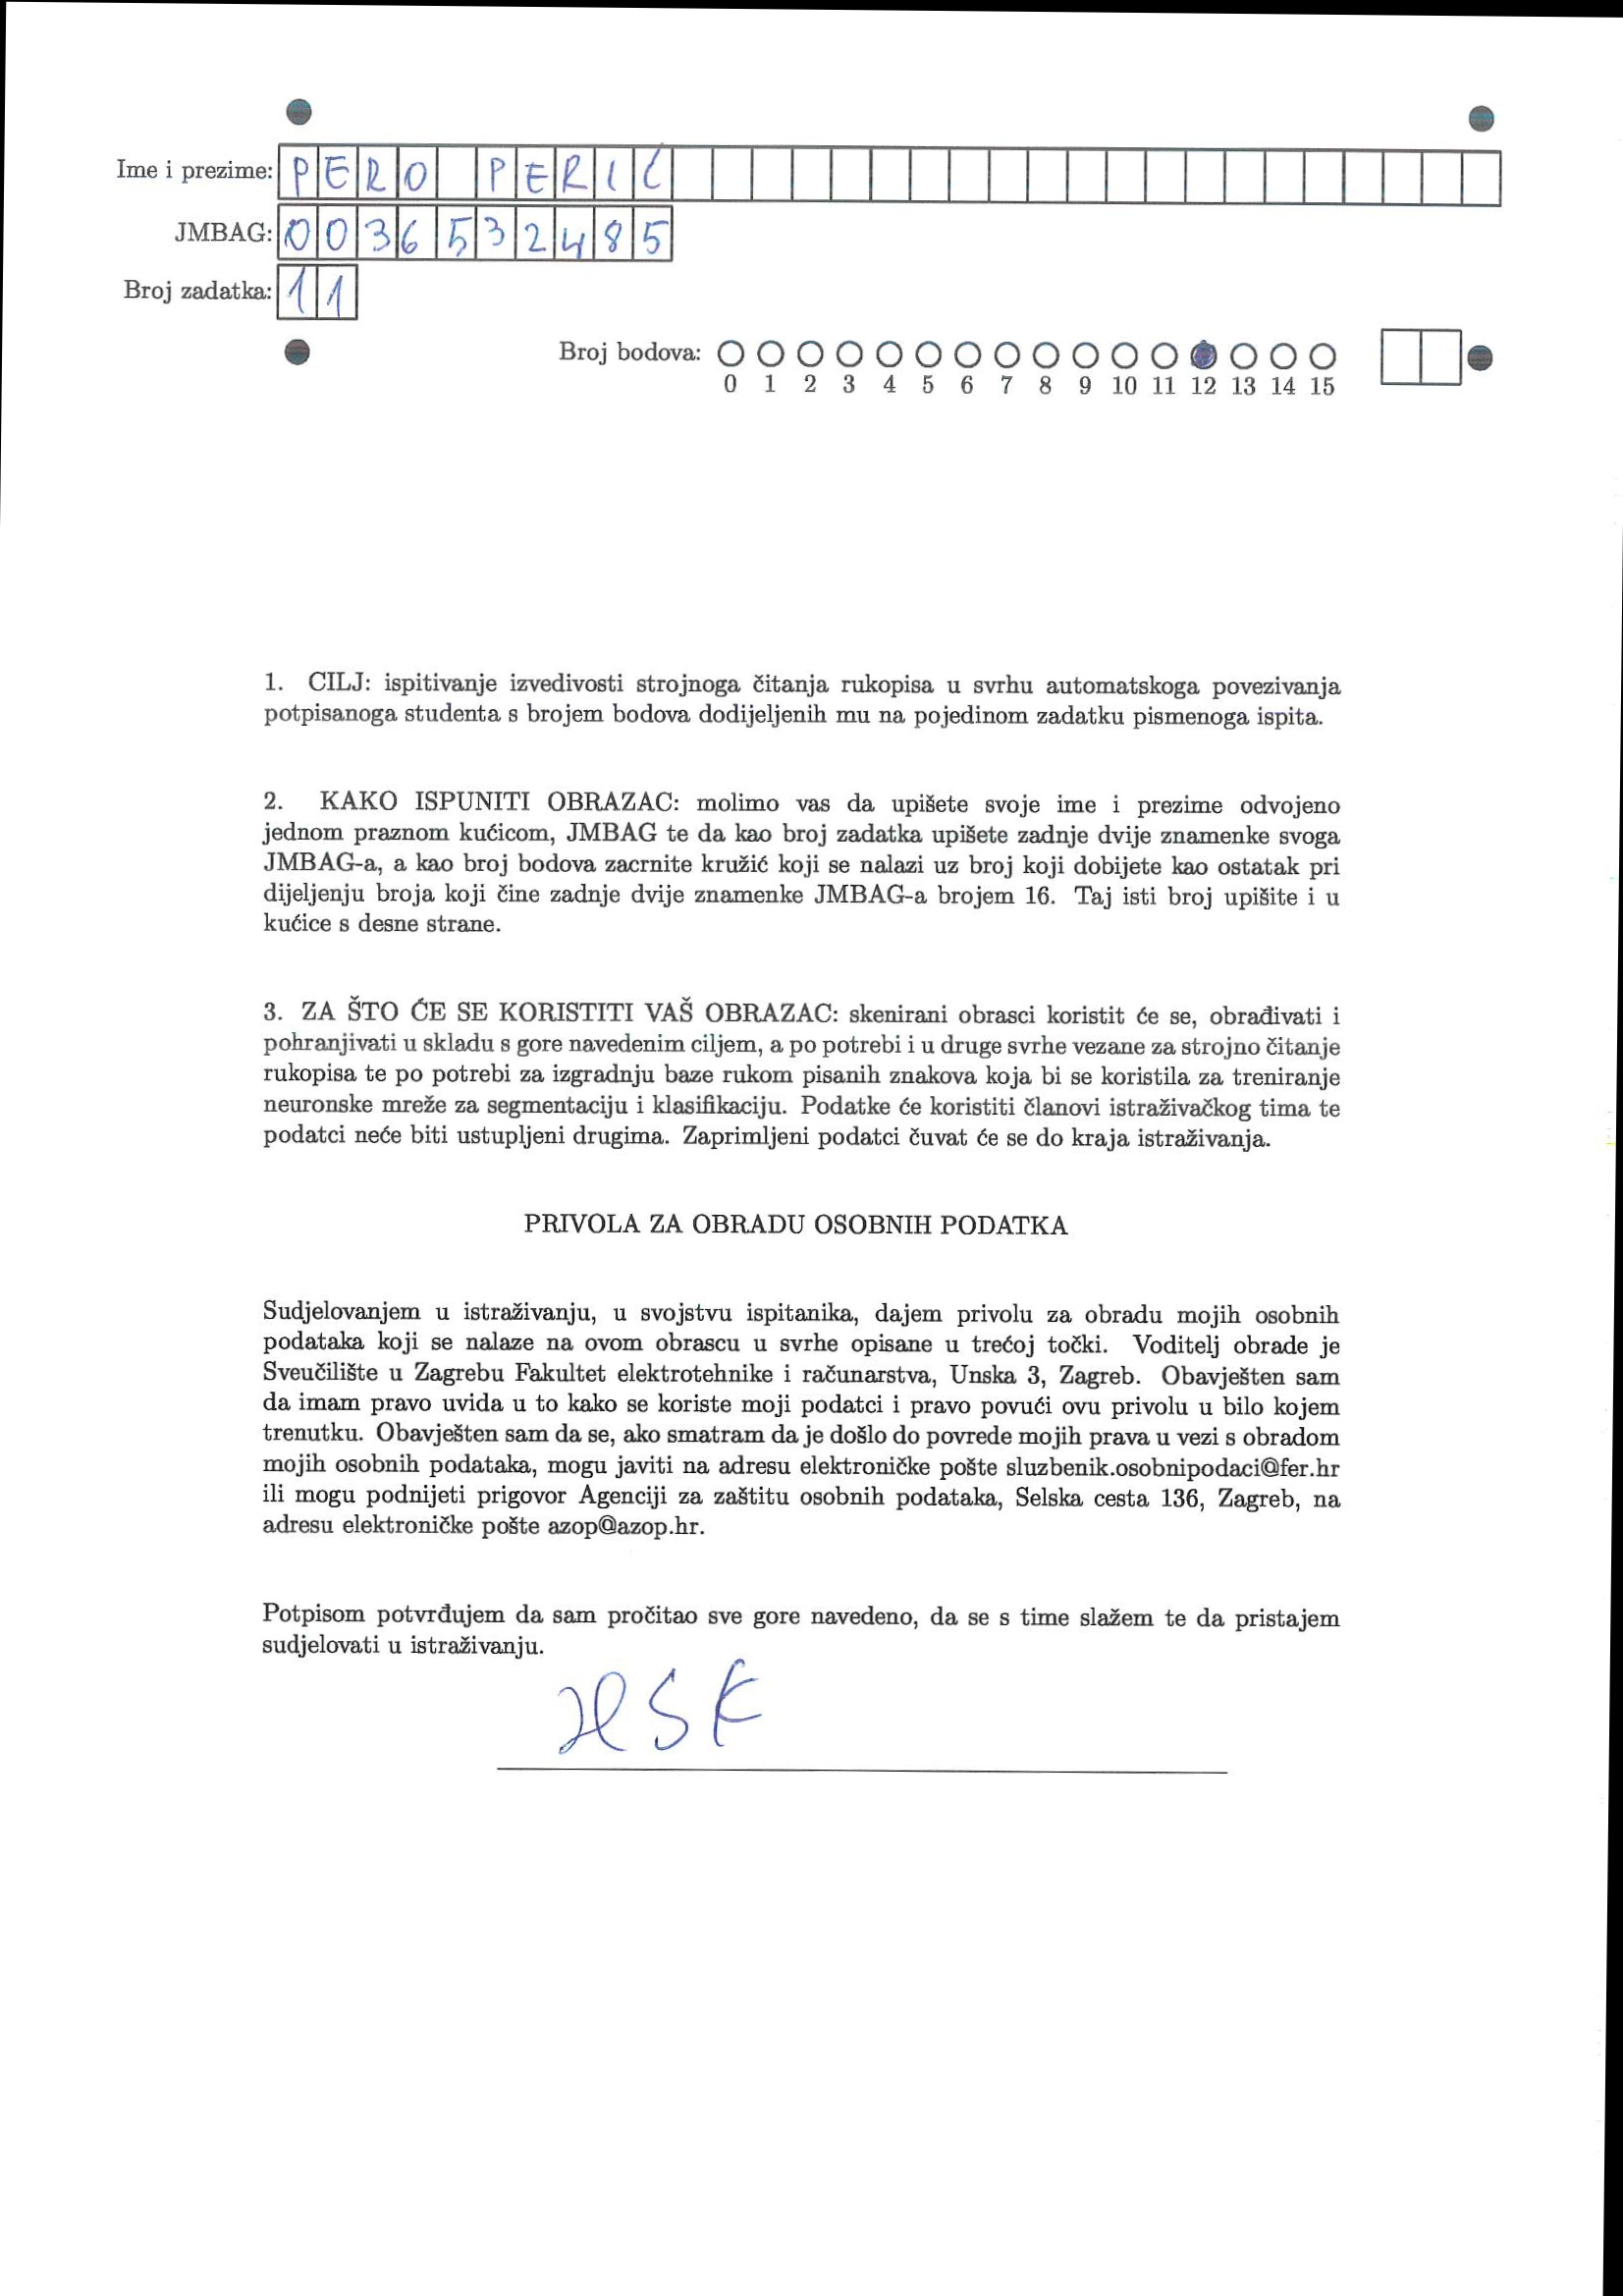 Ime i prezime: PERO PERIĆ
JMBAG: 0036532485
Broj zadatka: 11
Broj bodova:
0 1 2 3 4 5 6 7 8 9 10 11 12 13 14 15
1. CILJ: ispitivanje izvedivosti strojnoga čitanja rukopisa u svrhu automatskoga povezivanja
potpisanoga studenta s brojem bodova dodijeljenih mu na pojedinom zadatku pismenoga ispita.
2. KAKO ISPUNITI OBRAZAC: molimo vas da upišete svoje ime i prezime odvojeno
jednom praznom kućicom, JMBAG te da kao broj zadatka upišete zadnje dvije znamenke svoga
JMBAG-a, a kao broj bodova zacrnite kružić koji se nalazi uz broj koji dobijete kao ostatak pri
dijeljenju broja koji čine zadnje dvije znamenke JMBAG-a brojem 16. Taj isti broj upišite i u
kućice s desne strane.
3. ZA ŠTO ĆE SE KORISTITI VAŠ OBRAZAC: skenirani obrasci koristit će se, obrađivati i
pohranjivati u skladu s gore navedenim ciljem, a po potrebi i u druge svrhe vezane za strojno čitanje
rukopisa te po potrebi za izgradnju baze rukom pisanih znakova koja bi se koristila za treniranje
neuronske mreže za segmentaciju i klasifikaciju. Podatke će koristiti članovi istraživačkog tima te
podatci neće biti ustupljeni drugima. Zaprimljeni podatci čuvat će se do kraja istraživanja.
PRIVOLA ZA OBRADU OSOBNIH PODATKA
Sudjelovanjem u istraživanju, u svojstvu ispitanika, dajem privolu za obradu mojih osobnih
podataka koji se nalaze na ovom obrascu u svrhe opisane u trećoj točki. Voditelj obrade je
Sveučilište u Zagrebu Fakultet elektrotehnike i računarstva, Unska 3, Zagreb. Obavješten sam
da imam pravo uvida u to kako se koriste moji podatci i pravo povući ovu privolu u bilo kojem
trenutku. Obavješten sam da se, ako smatram da je došlo do povrede mojih prava u vezi s obradom
mojih osobnih podataka, mogu javiti na adresu elektroničke pošte sluzbenik.osobnipodaci@fer.hr
ili mogu podnijeti prigovor Agenciji za zaštitu osobnih podataka, Selska cesta 136, Zagreb, na
adresu elektroničke pošte azop@azop.hr.
Potpisom potvrđujem da sam pročitao sve gore navedeno, da se s time slažem te da pristajem
sudjelovati u istraživanju.